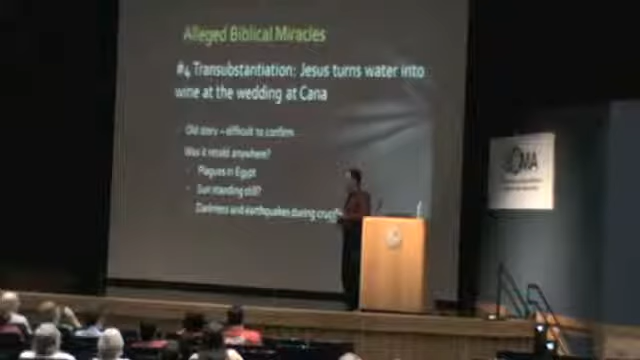 Alleged Biblical Miracles
#4 Transubstantiation: Jesus turns water into
wine at the wedding at Cana
Old story – difficult to confirm
Was it retold anywhere?
Plagues in Egypt
Sun standing still?
Darkness and earthquakes during